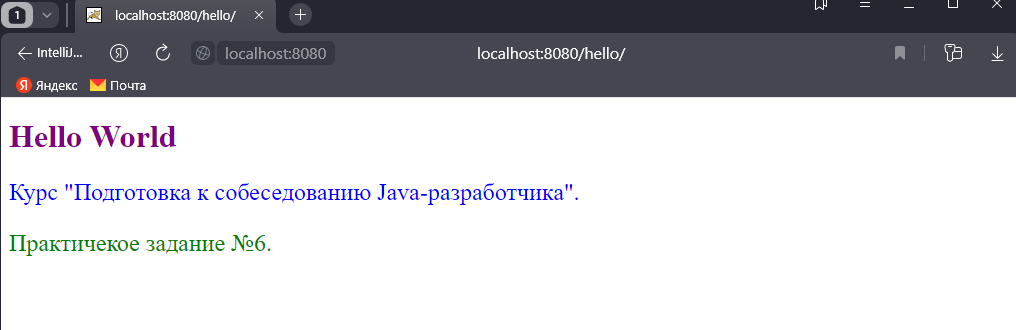 1
localhost:8080/hello/
IntelliJ...
Я
localhost:8080
localhost:8080/hello/
Я Яндекс
Почта
Hello World
Курс "Подготовка к собеседованию Java-разработчика".
Практичекое задание №6.